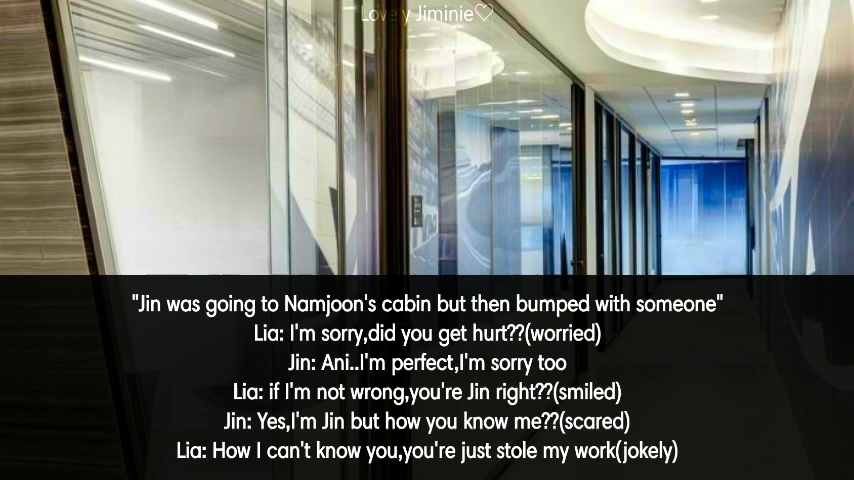 Lovely Jiminie♡
"Jin was going to Namjoon's cabin but then bumped with someone"
Lia: I'm sorry,did you get hurt??(worried)
Jin: Ani..I'm perfect,I'm sorry too
Lia: if I'm not wrong,you're Jin right??(smiled)
Jin: Yes,I'm Jin but how you know me??(scared)
Lia: How I can't know you,you're just stole my work(jokely)